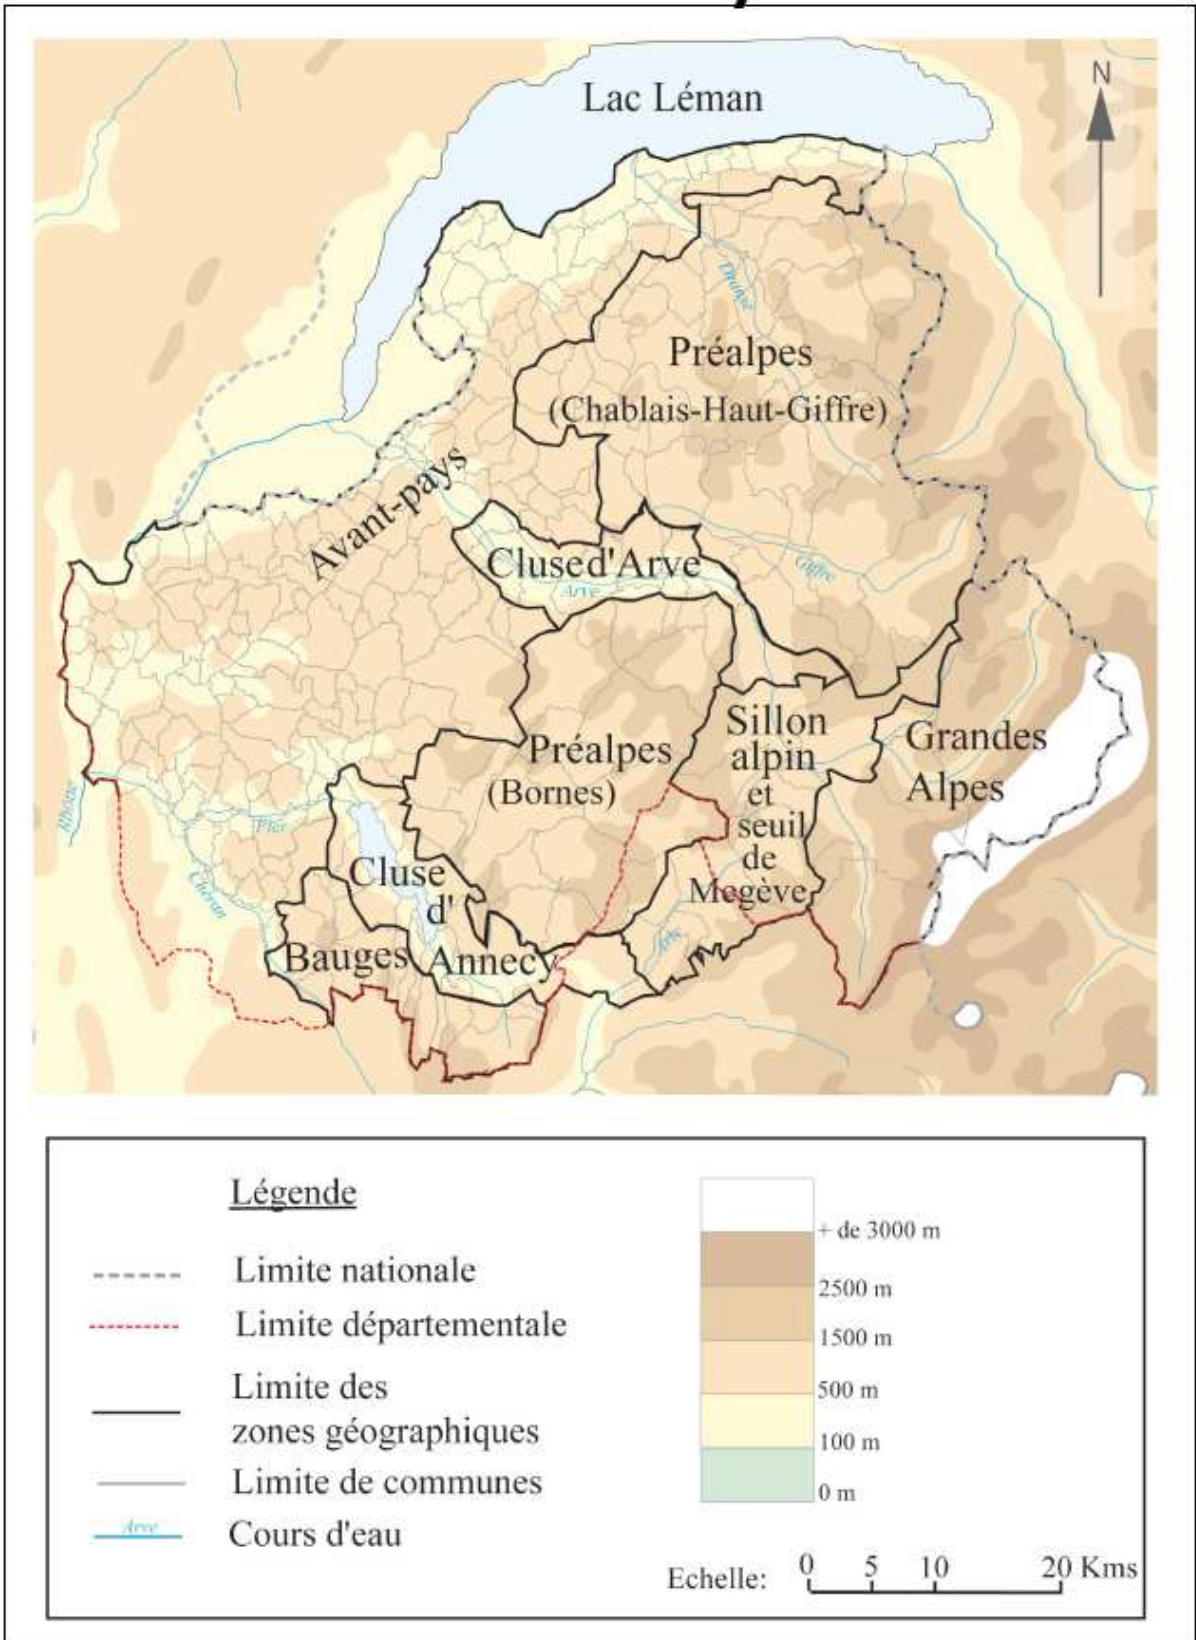 Lac Léman
N
Dranse
Préalpes
(Chablais-Haut-Giffre)
Avant-pays
Clused'Arve
Arve
Giffre
Sillon
alpin
et
seuil
de
Megève
Grandes
Alpes
Préalpes
(Bornes)
Rhône
Fier
Chéran
Cluse
d'
Annecy
Bauges
Arly
Légende
Limite nationale
Limite départementale
Limite des
zones géographiques
Limite de communes
Arve
Cours d'eau
+ de 3000 m
2500 m
1500 m
500 m
100 m
0 m
Echelle:
0 5 10 20 Kms